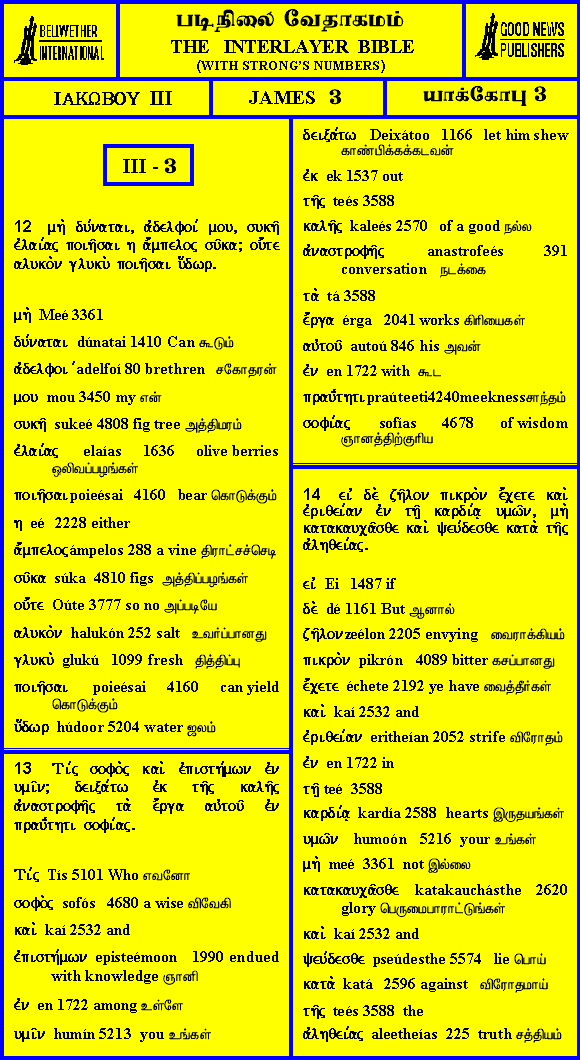 BELLWETHER
INTERNATIONAL
படிநிலை வேதாகமம்
THE INTERLAYER BIBLE
(WITH STRONG'S NUMBERS)
GOOD NEWS
PUBLISHERS
ΙΑΚΩΒΟΥ III
JAMES 3
யாக்கோபு 3
III - 3
12 μὴ δύναται, ἀδελφοί μου, συκῆ
ἐλαίας ποιῆσαι η ἄμπελος σῦκα; οὔτε
αλυκὸν γλυκὺ ποιῆσαι ὕδωρ.
μὴ Meé 3361
δύναται dúnatai 1410 Can கூடும்
ἀδελφοι ´adelfoí 80 brethren சகோதரன்
μου mou 3450 my என்
συκῆ sukeé 4808 fig tree அத்திமரம்
ἐλαίας elaías 1636 olive berries
ஒலிவப்பழங்கள்
ποιῆσαι poieésai 4160 bear கொடுக்கும்
η eé 2228 either
ἄμπελος ámpelos 288 a vine திராட்சச்செடி
σῦκα súka 4810 figs அத்திப்பழங்கள்
οὔτε Oúte 3777 so no அப்படியே
αλυκὸν halukón 252 salt உவர்ப்பானது
γλυκὺ glukú 1099 fresh தித்திப்பு
ποιῆσαι poieésai 4160 can yield
கொடுக்கும்
ὕδωρ húdoor 5204 water ஜலம்
13 Τίς σοφὸς καὶ ἐπιστήμων ἐν
υμῖν; δειξάτω ἐκ τῆς καλῆς
ἀναστροφῆς τὰ ἔργα αὐτοῦ ἐν
πραΰτητι σοφίας.
Τίς Tís 5101 Who எவனோ
σοφὸς sofós 4680 a wise விவேகி
καὶ kaí 2532 and
ἐπιστήμων episteémoon 1990 endued
with knowledge ஞானி
ἐν en 1722 among உள்ளே
υμῖν humín 5213 you உங்கள்
δειξάτω Deixátoo 1166 let him shew
காண்பிக்கக்கடவன்
ἐκ ek 1537 out
τῆς teés 3588
καλῆς kaleés 2570 of a good நல்ல
ἀναστροφῆς anastrofeés 391
conversation நடக்கை
τὰ tá 3588
ἔργα érga 2041 works கிரியைகள்
αὐτοῦ autoú 846 his அவன்
ἐν en 1722 with கூட
πραΰτητι praúteeti4240meekness சாந்தம்
σοφίας sofías 4678 of wisdom
ஞானத்திற்குரிய
14 εἰ δὲ ζῆλον πικρὸν ἔχετε καὶ
ἐριθείαν ἐν τῇ καρδίᾳ υμῶν, μὴ
κατακαυχᾶσθε καὶ ψεύδεσθε κατὰ τῆς
ἀληθείας.
εἰ Ei 1487 if
δὲ dé 1161 But ஆனால்
ζῆλον zeélon 2205 envying வைராக்கியம்
πικρὸν pikrón 4089 bitter கசப்பானது
ἔχετε échete 2192 ye have வைத்தீர்கள்
καὶ kaí 2532 and
ἐριθείαν eritheían 2052 strife விரோதம்
ἐν en 1722 in
τῇ teé 3588
καρδίᾳ kardía 2588 hearts இருதயங்கள்
υμῶν humoón 5216 your உங்கள்
μὴ meé 3361 not இல்லை
κατακαυχᾶσθε katakauchásthe 2620
glory பெருமைபாராட்டுங்கள்
καὶ kaí 2532 and
ψεύδεσθε pseúdesthe 5574 lie பொய்
κατὰ katá 2596 against விரோதமாய்
τῆς teés 3588 the
ἀληθείας aleetheías 225 truth சத்தியம்